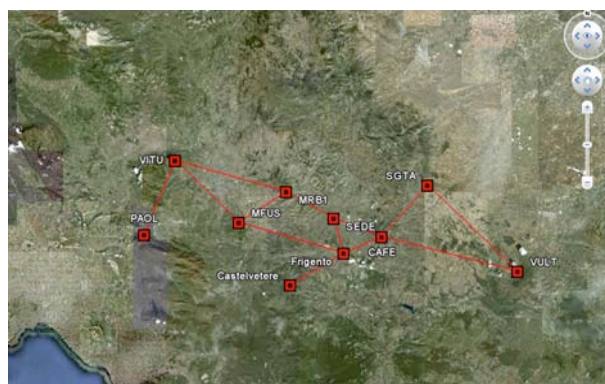 VITU
SGTA
MRB1
MFUS
PAOL
SEDE
CAFE
Frigento
VULT
Castelvetere